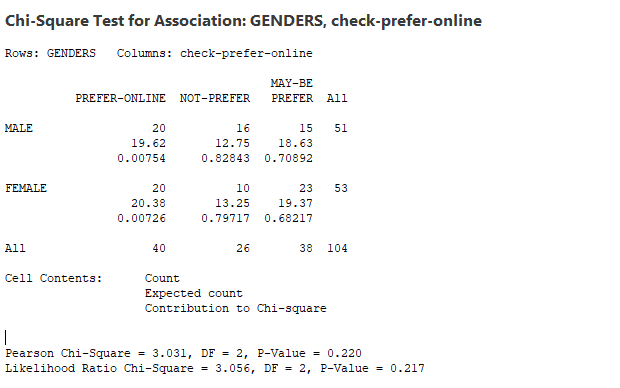 Chi-Square Test for Association: GENDERS, check-prefer-online
Rows: GENDERS   Columns: check-prefer-online
MAY-BE
PREFER-ONLINE  NOT-PREFER  PREFER  All
MALE  20  16  15  51
19.62  12.75  18.63
0.00754  0.82843  0.70892
FEMALE  20  10  23  53
20.38  13.25  19.37
0.00726  0.79717  0.68217
All  40  26  38  104
Cell Contents:  Count
Expected count
Contribution to Chi-square
Pearson Chi-Square = 3.031, DF = 2, P-Value = 0.220
Likelihood Ratio Chi-Square = 3.056, DF = 2, P-Value = 0.217